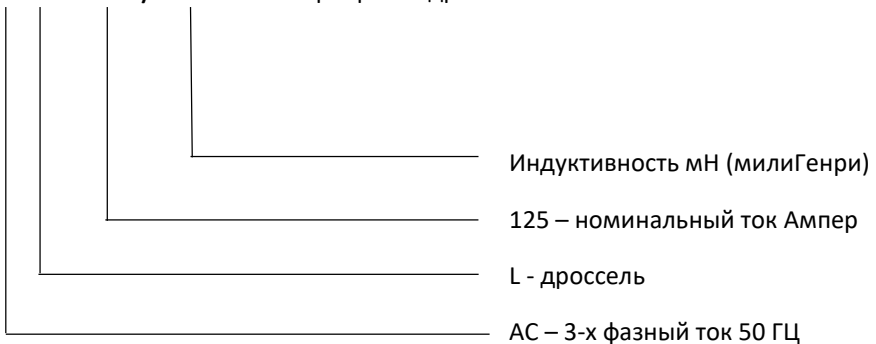 Индуктивность мН (милиГенри)
125 – номинальный ток Ампер
L - дроссель
АС – 3-х фазный ток 50 ГЦ